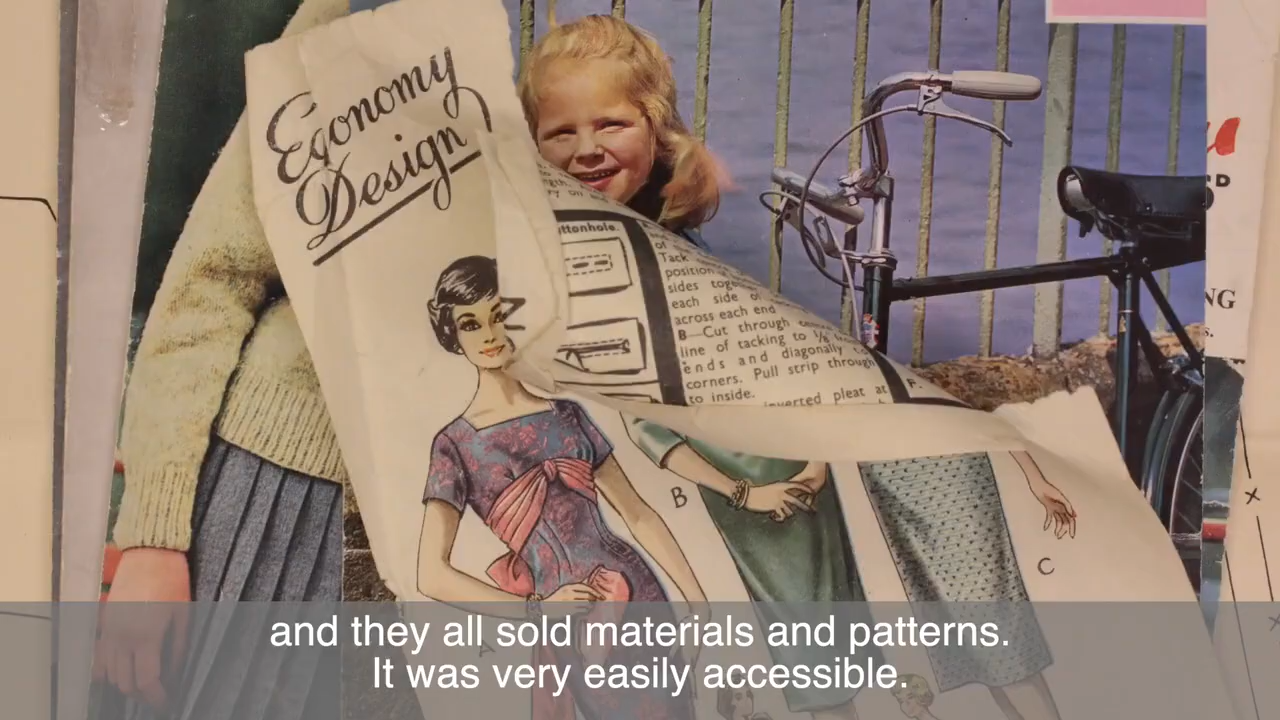 Economy
Design
ttonhole.
of
Tack
position
sides
each side of
across each end
B—Cut through
line of tacking to 1/8
ends and diagonally to
corners. Pull strip through
to inside.
inverted pleat at
F.
B
C
A
NG
and they all sold materials and patterns.
It was very easily accessible.